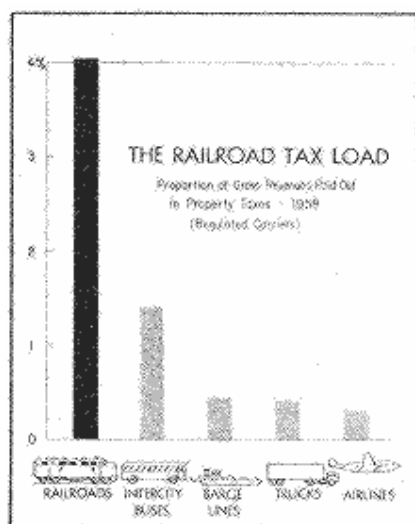 4%
3
THE RAILROAD TAX LOAD
Proportion of Gross Revenues Paid Out
in Property Taxes - 1959
(Regulated Carriers)
2
1
0
RAILROADS INTERCITY BUSES BARGE LINES TRUCKS AIRLINES